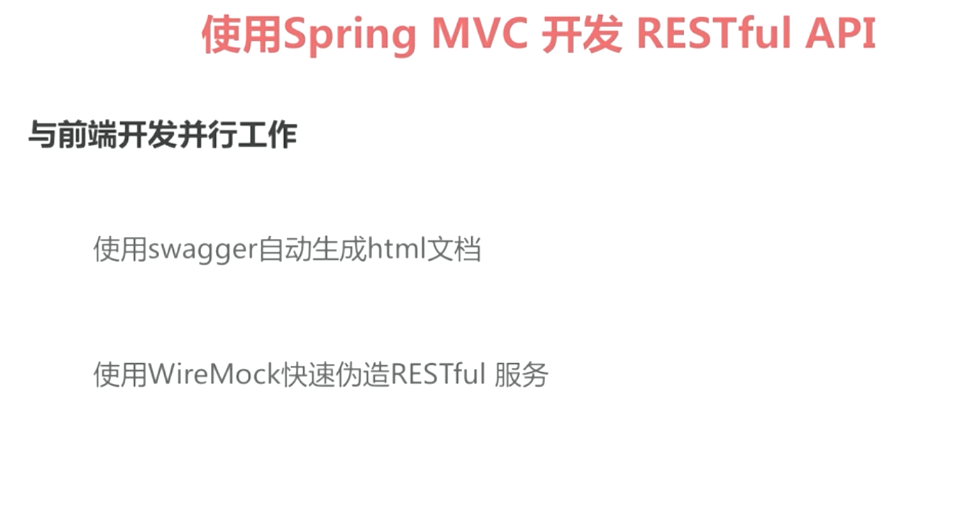 使用Spring MVC 开发 RESTful API
与前端开发并行工作
使用swagger自动生成html文档
使用WireMock快速伪造RESTful 服务